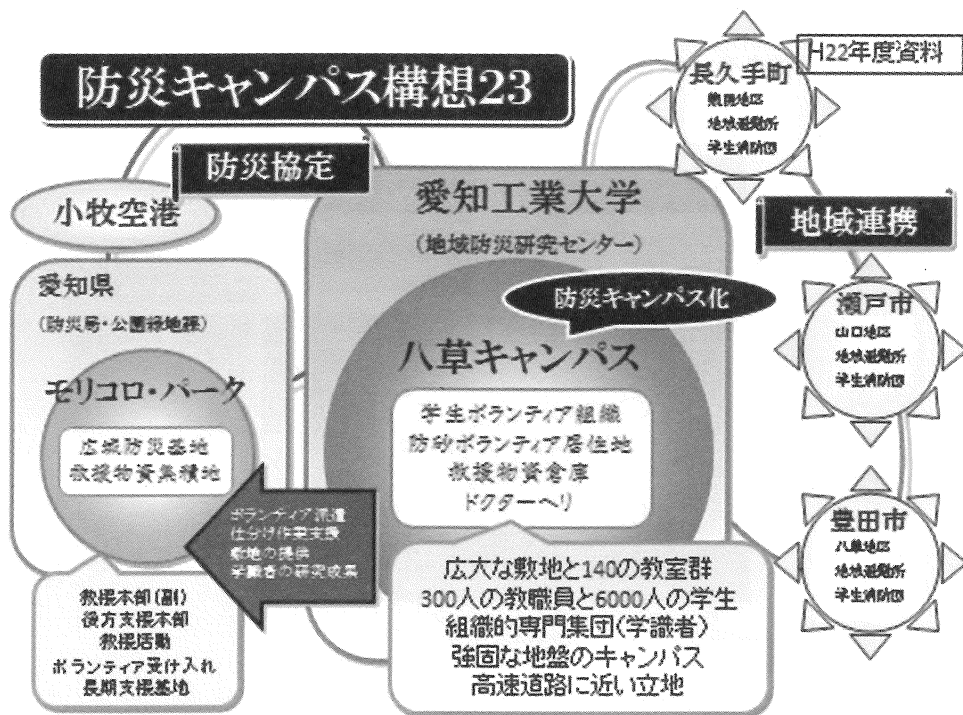 防災キャンパス構想23
H22年度資料
長久手町
地域避難所
学生消防団
防災協定
小牧空港
愛知工業大学
(地域防災研究センター)
地域連携
愛知県
(防災局・公園緑地課)
防災キャンパス化
瀬戸市
山口地区
地域避難所
学生消防団
八草キャンパス
モリコロ・パーク
学生ボランティア組織
防砂ボランティア居住地
救援物資倉庫
ドクターヘリ
広域防災基地
救援物資集積地
豊田市
八草地区
地域避難所
学生消防団
ボランティア派遣
仕分け作業支援
敷地の提供
学識者の研究成果
広大な敷地と140の教室群
300人の教職員と6000人の学生
組織的専門集団(学識者)
強固な地盤のキャンパス
高速道路に近い立地
救援本部(副)
後方支援本部
救援活動
ボランティア受け入れ
長期支援基地